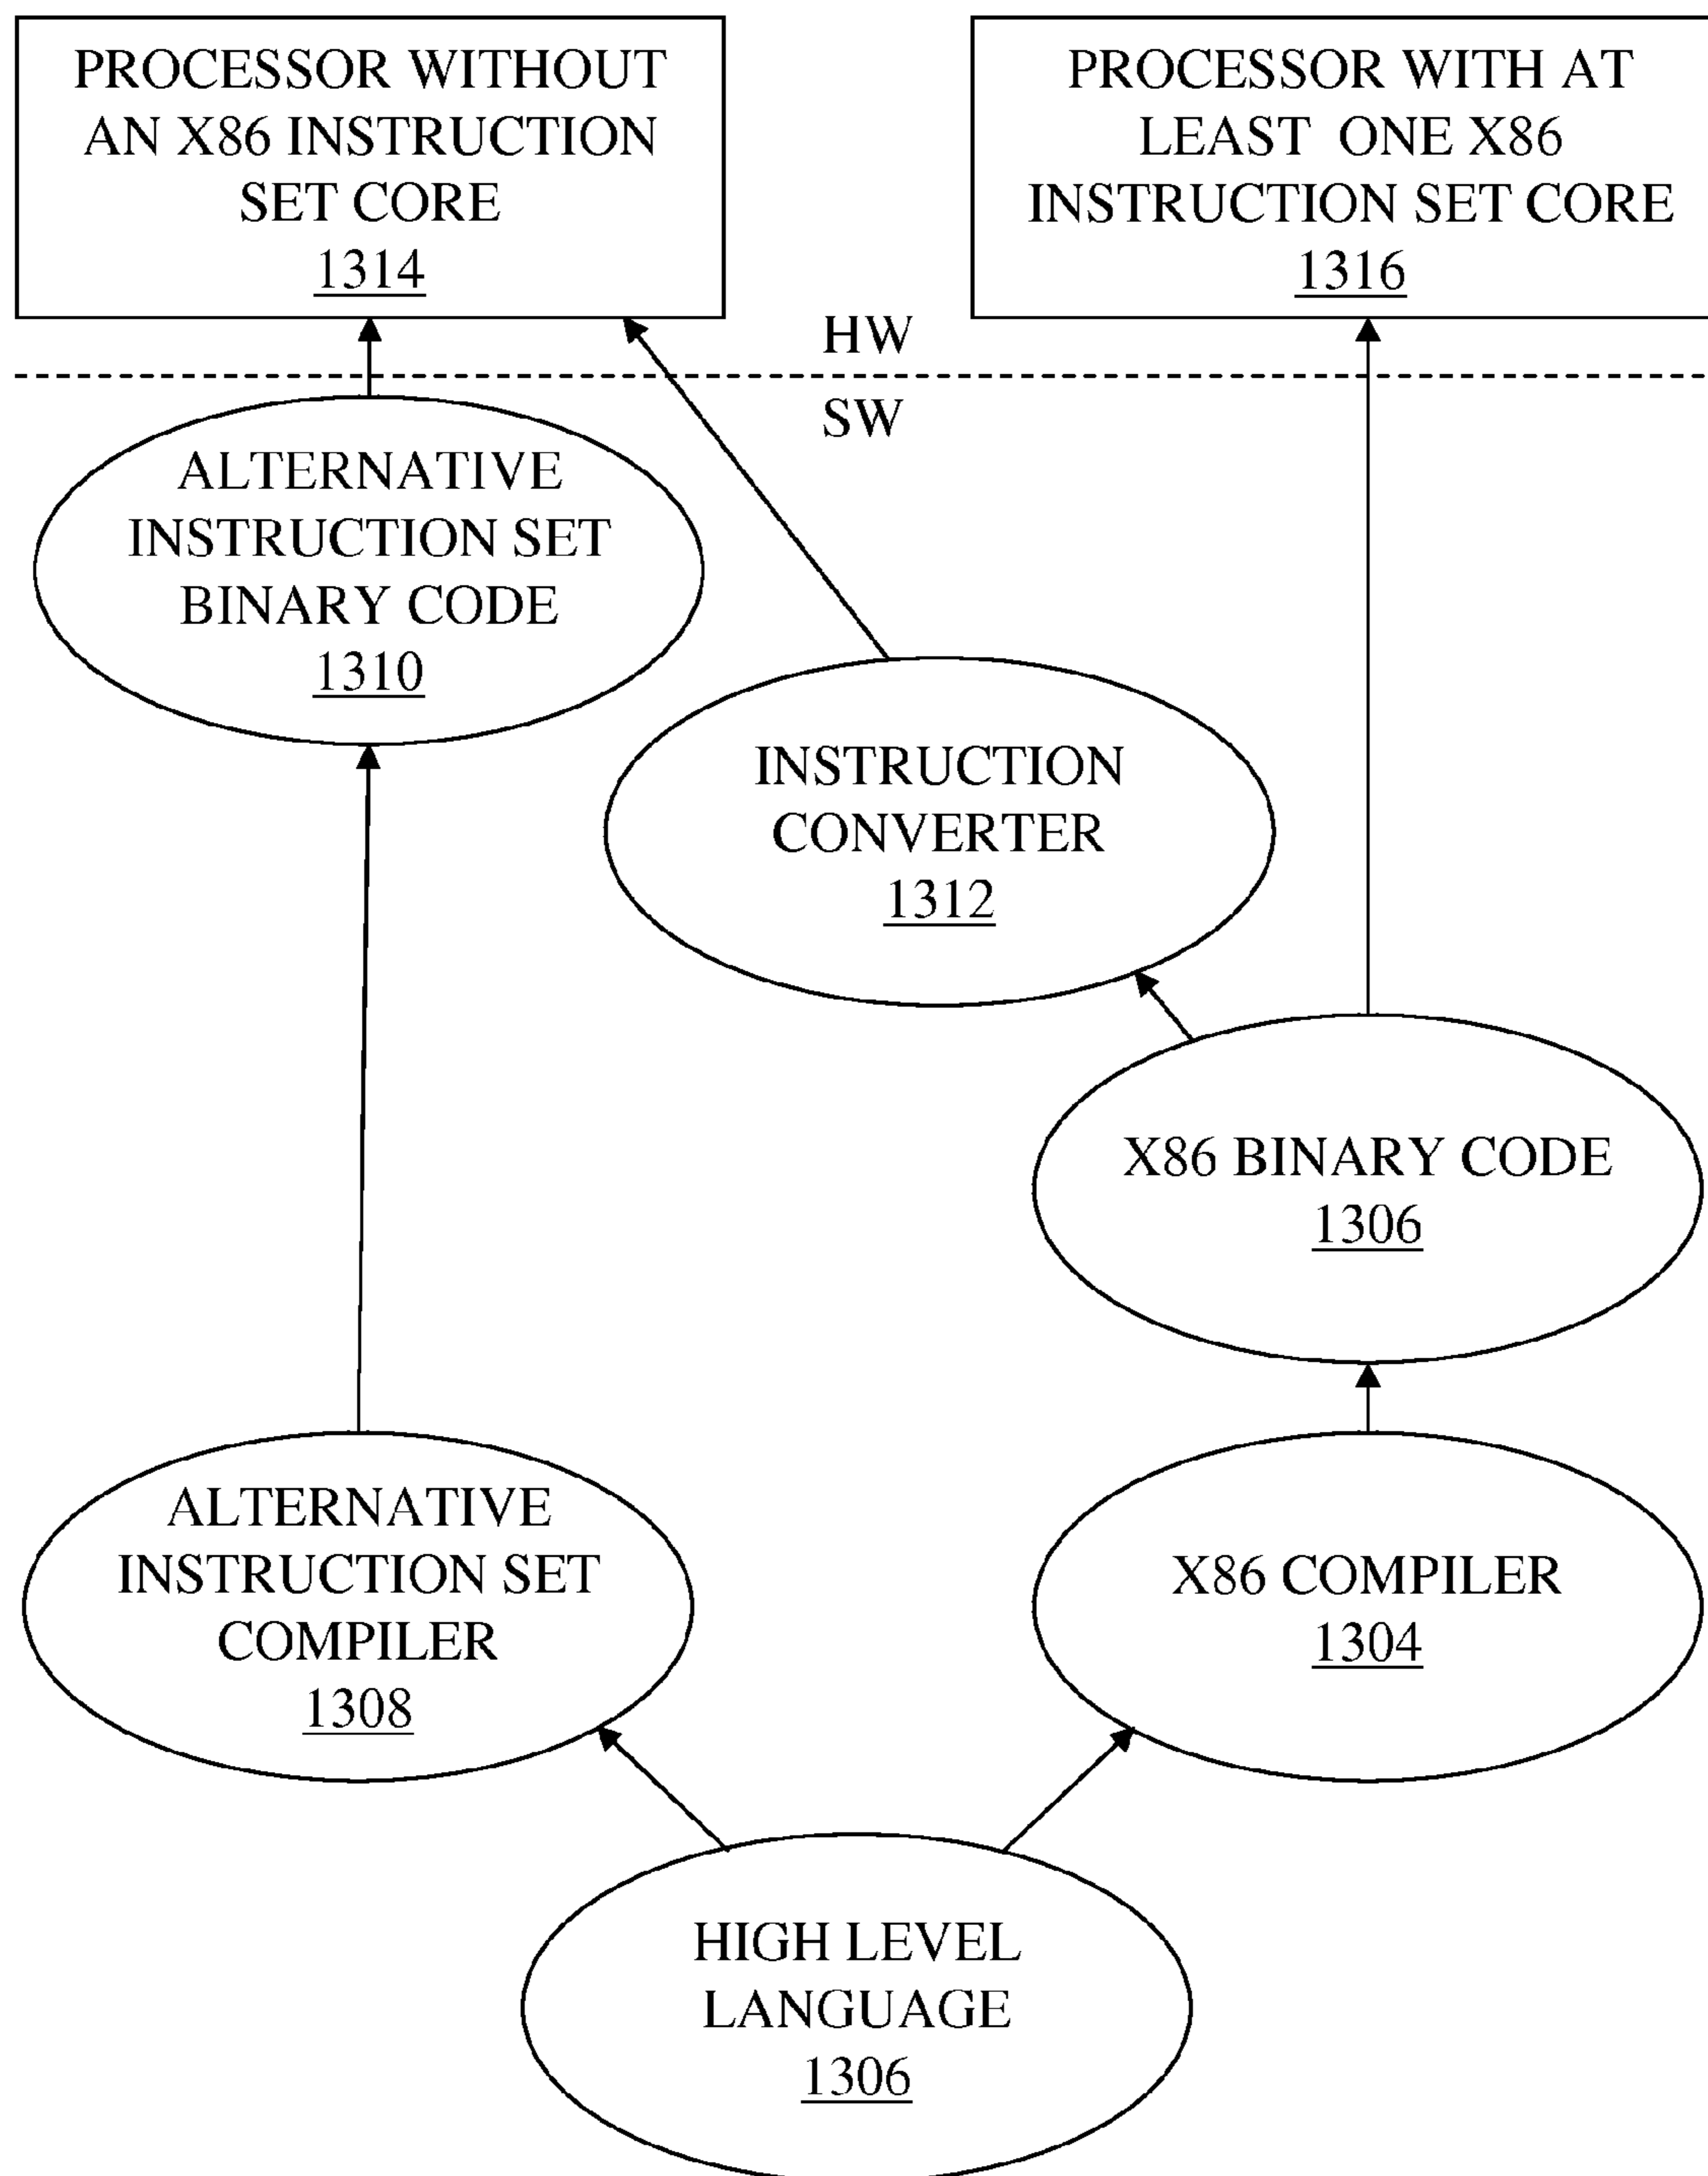 PROCESSOR WITHOUT
AN X86 INSTRUCTION
SET CORE
1314
PROCESSOR WITH AT
LEAST ONE X86
INSTRUCTION SET CORE
1316
HW
SW
ALTERNATIVE
INSTRUCTION SET
BINARY CODE
1310
INSTRUCTION
CONVERTER
1312
X86 BINARY CODE
1306
ALTERNATIVE
INSTRUCTION SET
COMPILER
1308
X86 COMPILER
1304
HIGH LEVEL
LANGUAGE
1306